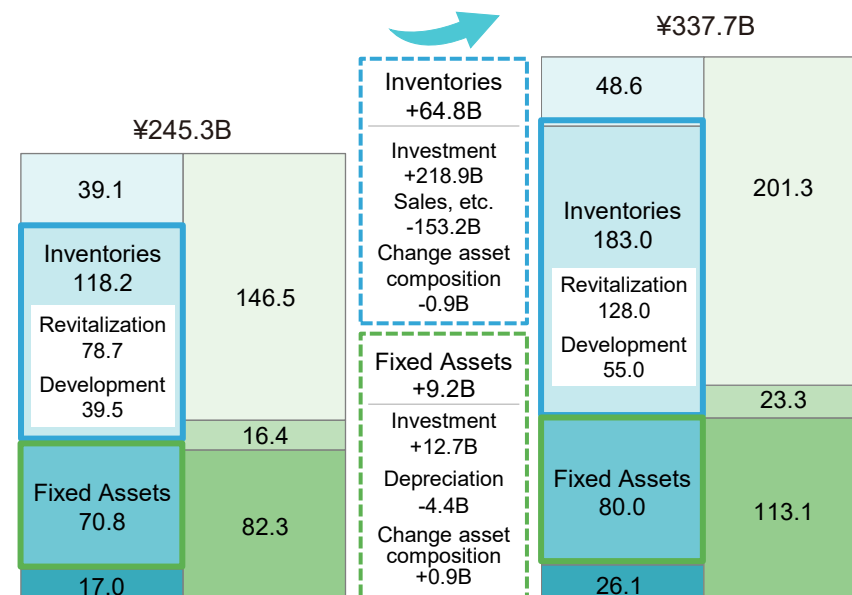 ¥245.3B
39.1
Inventories
118.2
Revitalization
78.7
Development
39.5
Fixed Assets
70.8
17.0
146.5
16.4
82.3
Inventories
+64.8B
Investment
+218.9B
Sales, etc.
-153.2B
Change asset
composition
-0.9B
Fixed Assets
+9.2B
Investment
+12.7B
Depreciation
-4.4B
Change asset
composition
+0.9B
¥337.7B
48.6
Inventories
183.0
Revitalization
128.0
Development
55.0
Fixed Assets
80.0
26.1
201.3
23.3
113.1